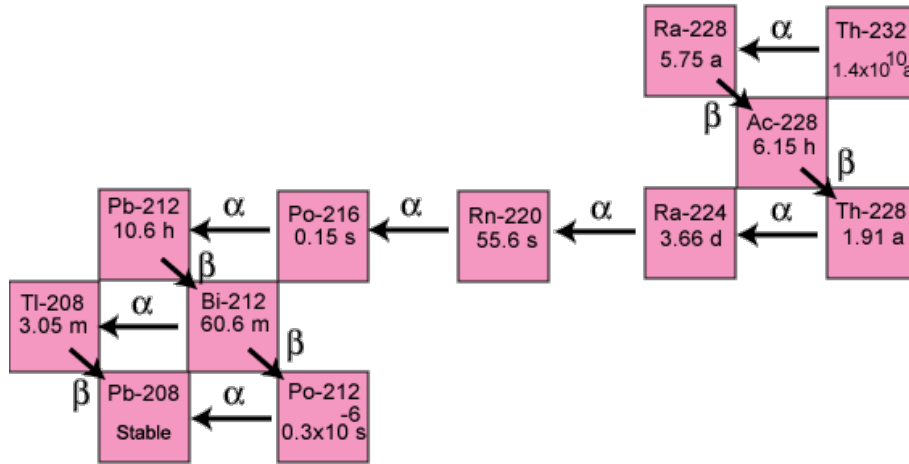 Ra-228
5.75 a
α
Th-232
1.4x10^10 a
β
Ac-228
6.15 h
β
Pb-212
10.6 h
α
Po-216
0.15 s
α
Rn-220
55.6 s
α
Ra-224
3.66 d
α
Th-228
1.91 a
β
Tl-208
3.05 m
α
Bi-212
60.6 m
β
β
Pb-208
Stable
α
Po-212
0.3x10^-6 s